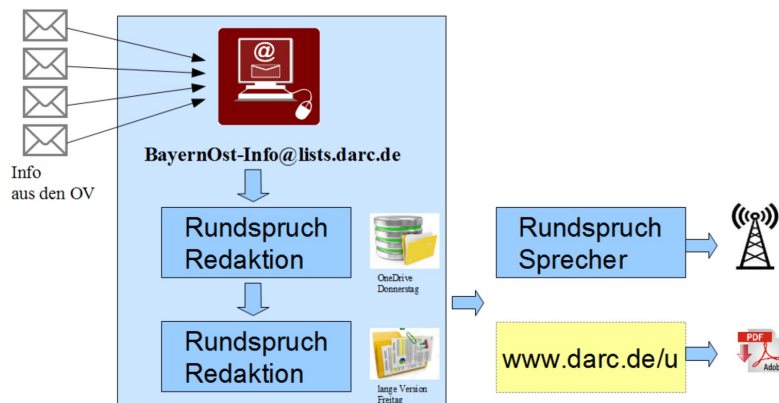 @
Info
aus den OV
BayernOst-Info@lists.darc.de
Rundspruch
Redaktion
OneDrive
Donnerstag
Rundspruch
Redaktion
lange Version
Freitag
Rundspruch
Sprecher
www.darc.de/u
PDF
Adob